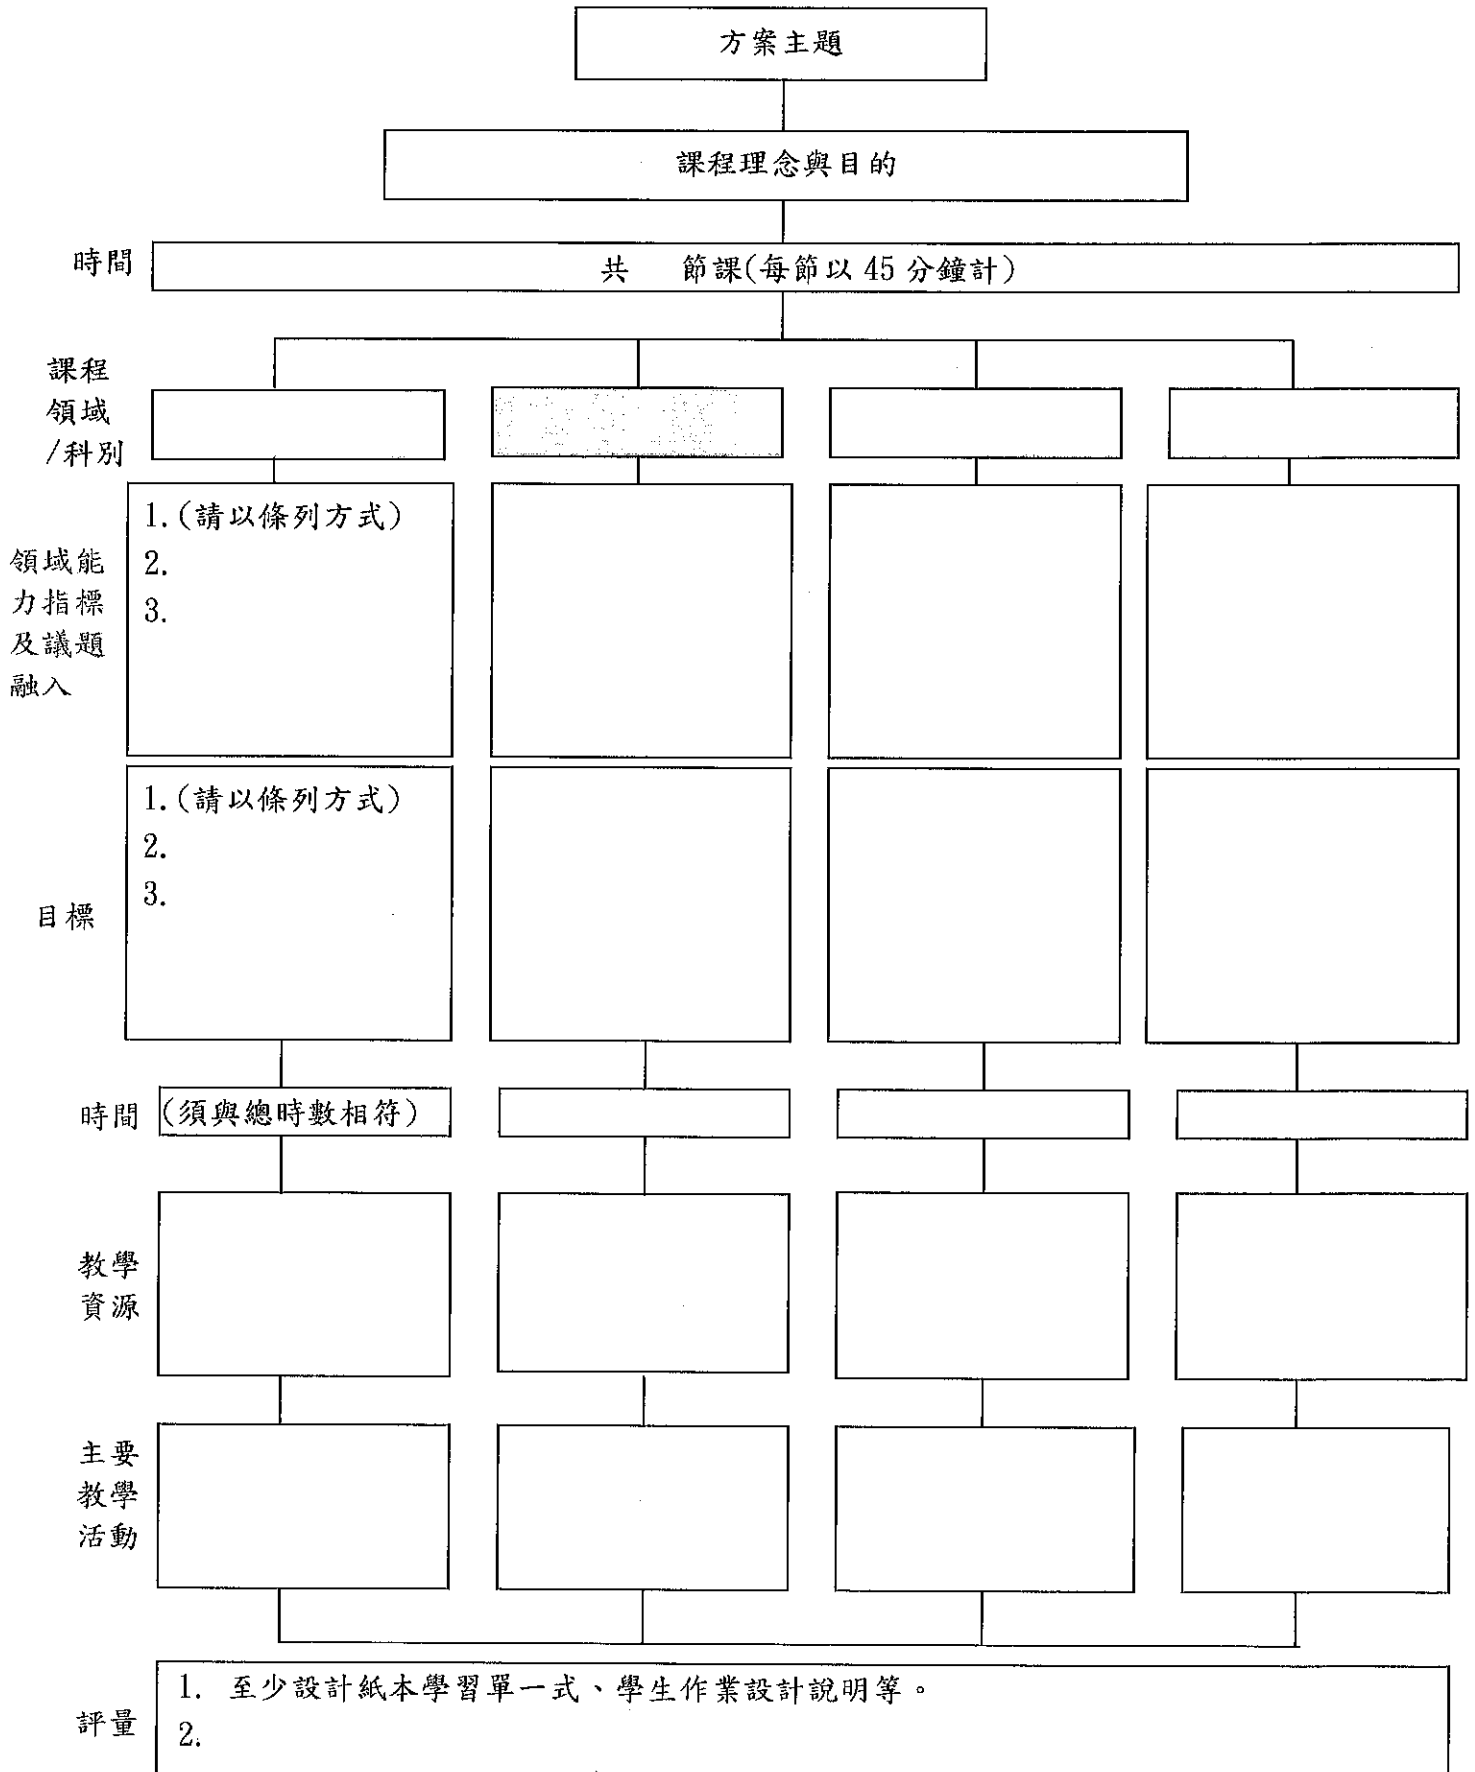 方案主題
課程理念與目的
時間
共 節課(每節以 45 分鐘計)
課程
領域
/科別
領域能
力指標
及議題
融入
1.(請以條列方式)
2.
3.
目標
1.(請以條列方式)
2.
3.
時間
(須與總時數相符)
教學
資源
主要
教學
活動
評量
1. 至少設計紙本學習單一式、學生作業設計說明等。
2.